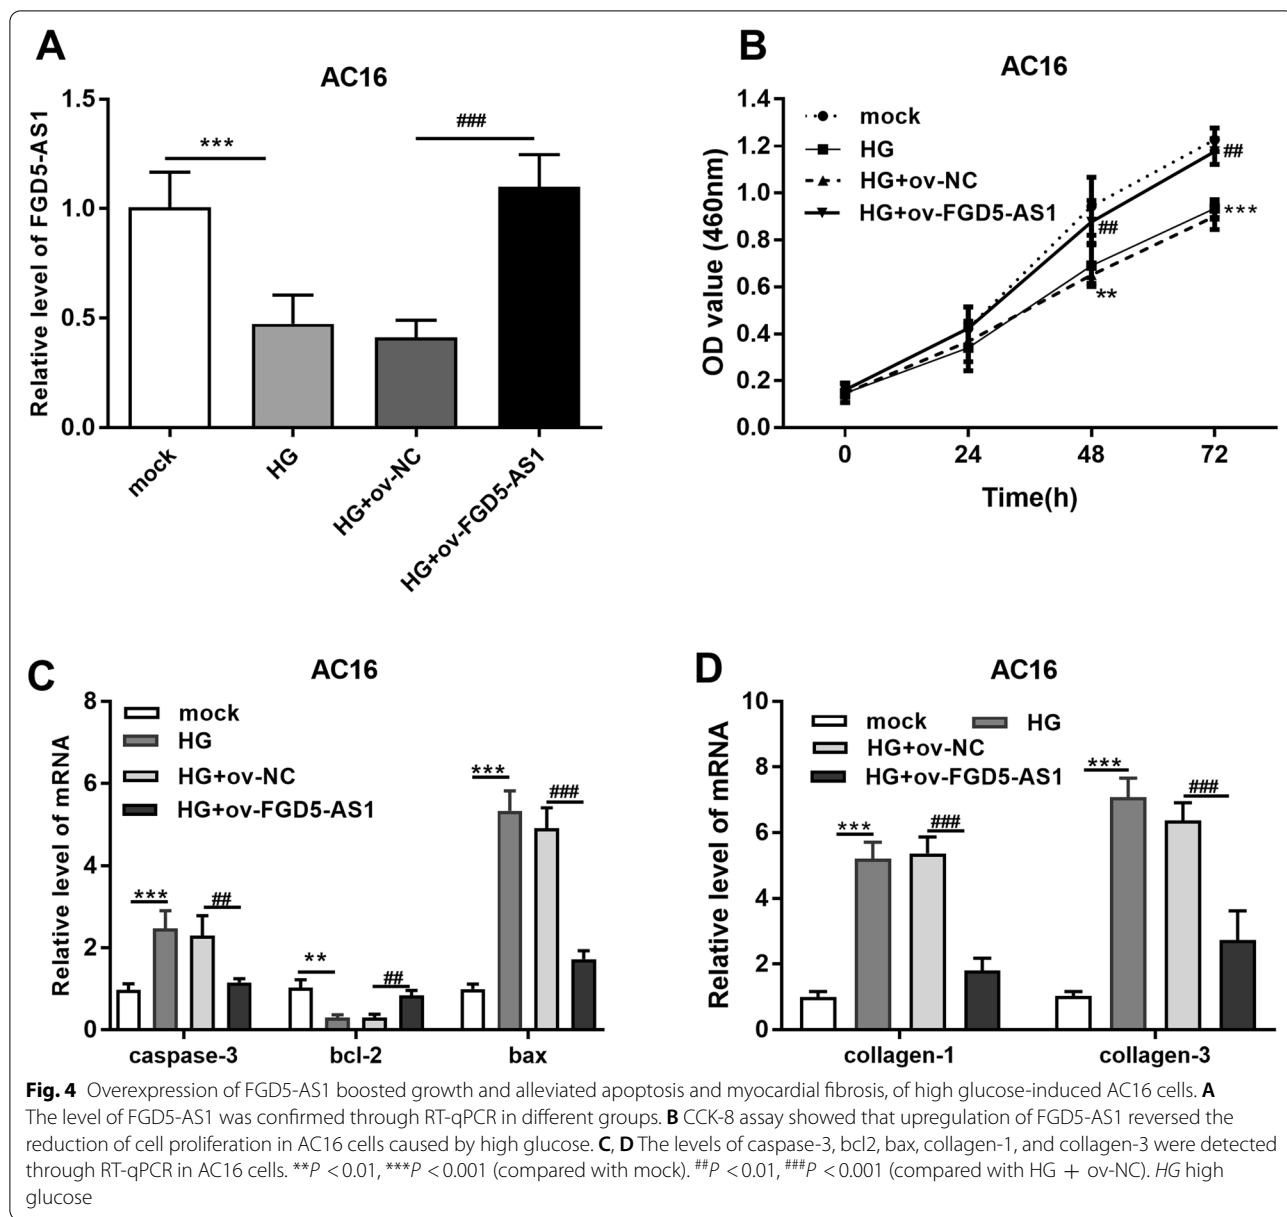 A
AC16
Relative level of FGD5-AS1
1.5
1.0
0.5
0.0
***
###
mock
HG
HG+ov-NC
HG+ov-FGD5-AS1
B
AC16
OD value (460nm)
1.4
1.2
1.0
0.8
0.6
0.4
0.2
0.0
mock
HG
HG+ov-NC
HG+ov-FGD5-AS1
##
##
***
**
0 24 48 72
Time(h)
C
AC16
Relative level of mRNA
8
6
4
2
0
mock
HG
HG+ov-NC
HG+ov-FGD5-AS1
***
##
**
##
***
###
caspase-3 bcl-2 bax
D
AC16
Relative level of mRNA
10
8
6
4
2
0
mock HG
HG+ov-NC
HG+ov-FGD5-AS1
***
###
***
###
collagen-1 collagen-3
Fig. 4 Overexpression of FGD5-AS1 boosted growth and alleviated apoptosis and myocardial fibrosis, of high glucose-induced AC16 cells. A
The level of FGD5-AS1 was confirmed through RT-qPCR in different groups. B CCK-8 assay showed that upregulation of FGD5-AS1 reversed the
reduction of cell proliferation in AC16 cells caused by high glucose. C, D The levels of caspase-3, bcl2, bax, collagen-1, and collagen-3 were detected
through RT-qPCR in AC16 cells. **P < 0.01, ***P < 0.001 (compared with mock). ##P < 0.01, ###P < 0.001 (compared with HG + ov-NC). HG high
glucose